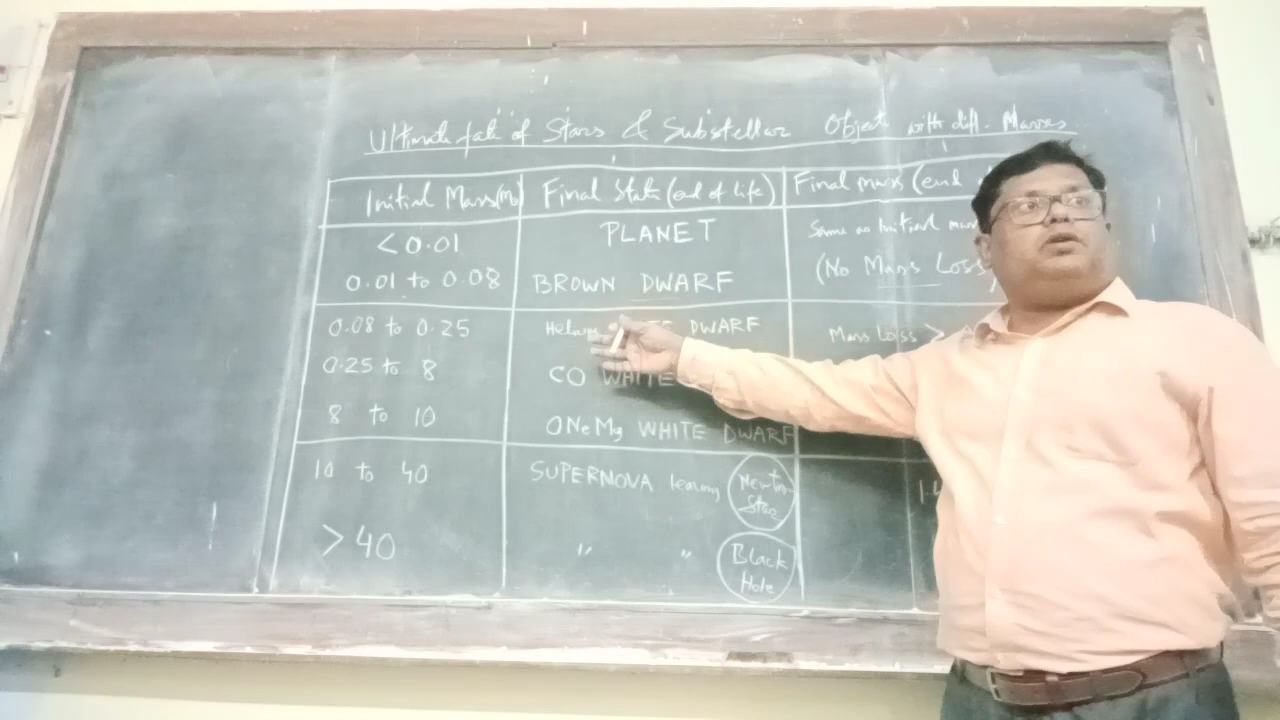 Ultimate fate of Stars & Substellar Objects with diff. Masses
Initial Mass (M⊙) Final State (end of life) Final mass (end
< 0.01 PLANET Same as Initial
0.01 to 0.08 BROWN DWARF (No Mass Loss)
0.08 to 0.25 DWARF Mass Loss >
0.25 to 8 CO WHITE
8 to 10 ONeMg WHITE DWARF
10 to 40 SUPERNOVA leaving Neutron Star
> 40 " " Black Hole